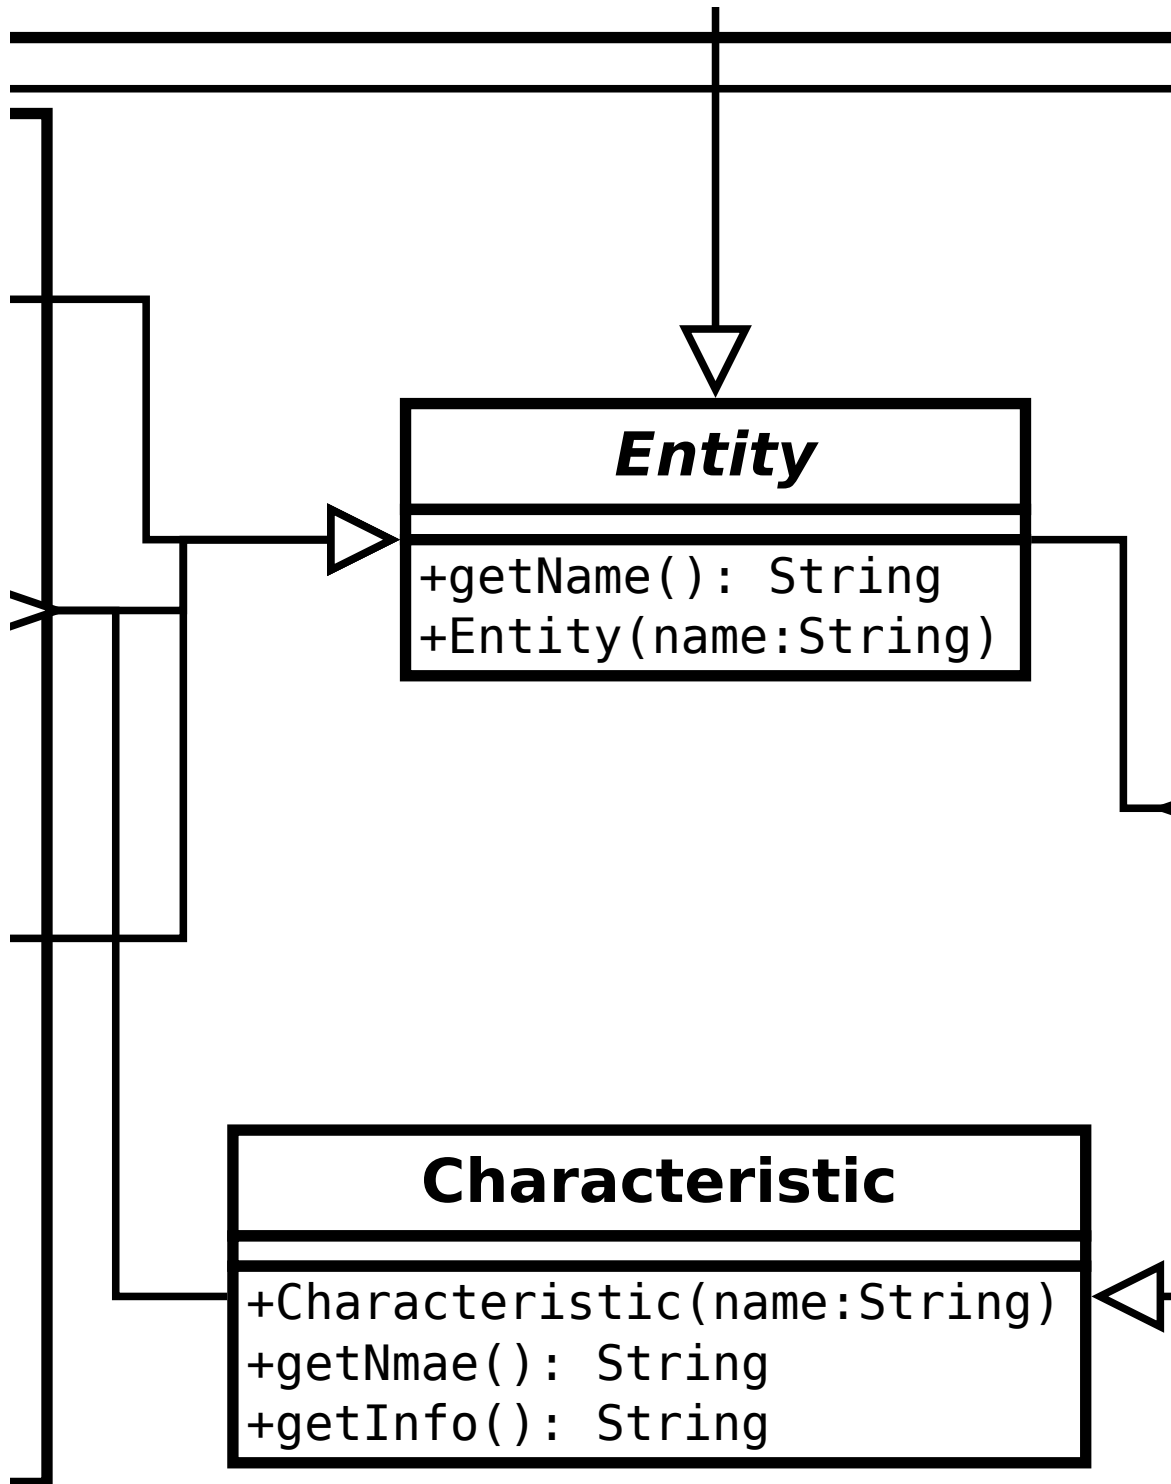 Entity
+getName(): String
+Entity(name:String)
Characteristic
+Characteristic(name:String)
+getNmae(): String
+getInfo(): String